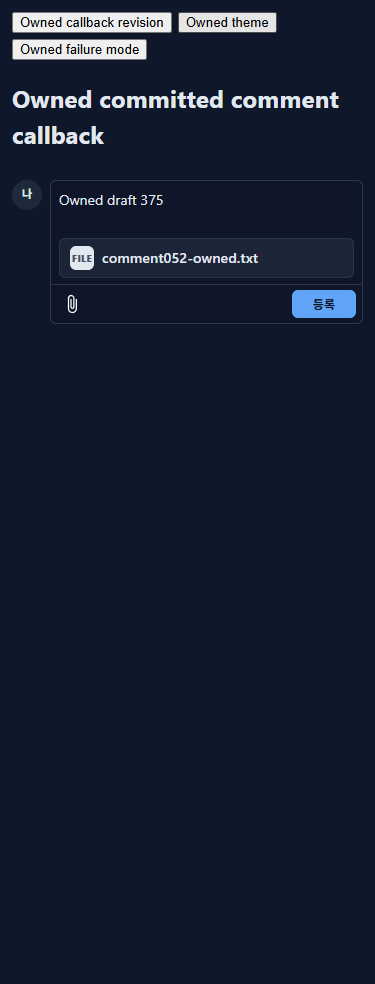 Owned callback revision Owned theme
Owned failure mode
Owned committed comment
callback
나
Owned draft 375
FILE comment052-owned.txt
등록